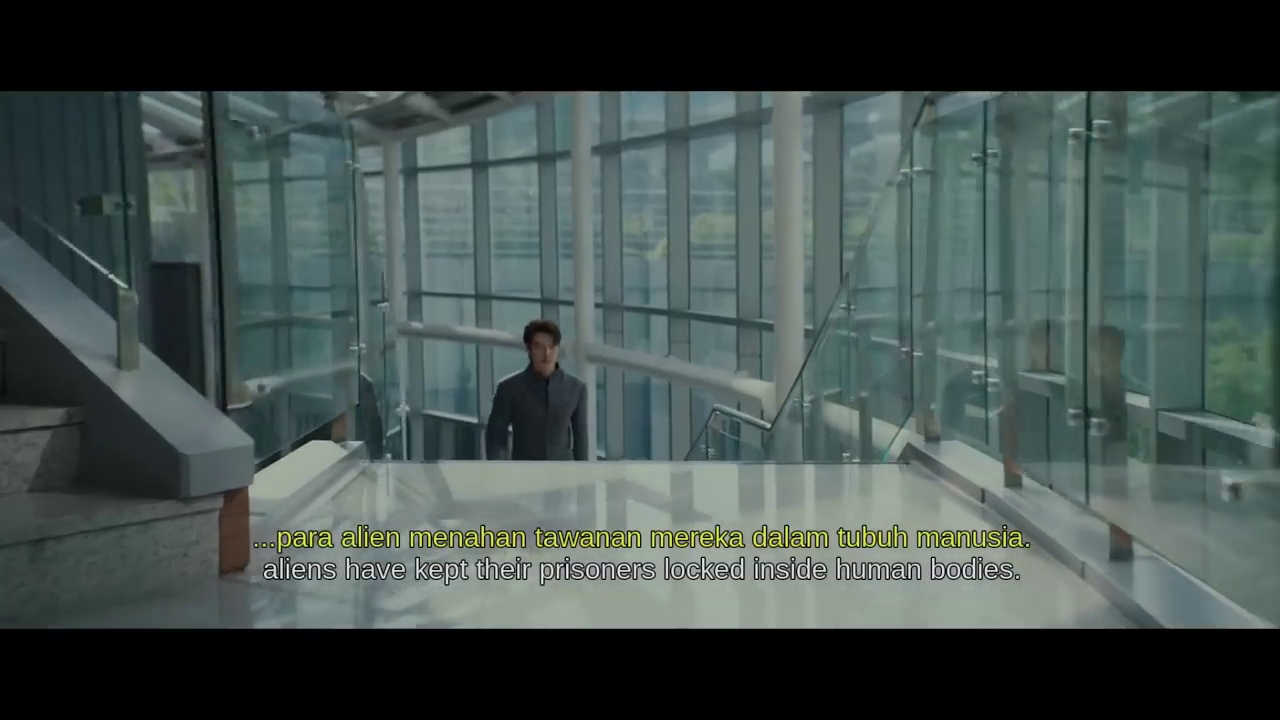 ...para alien menahan tawanan mereka dalam tubuh manusia.
aliens have kept their prisoners locked inside human bodies.